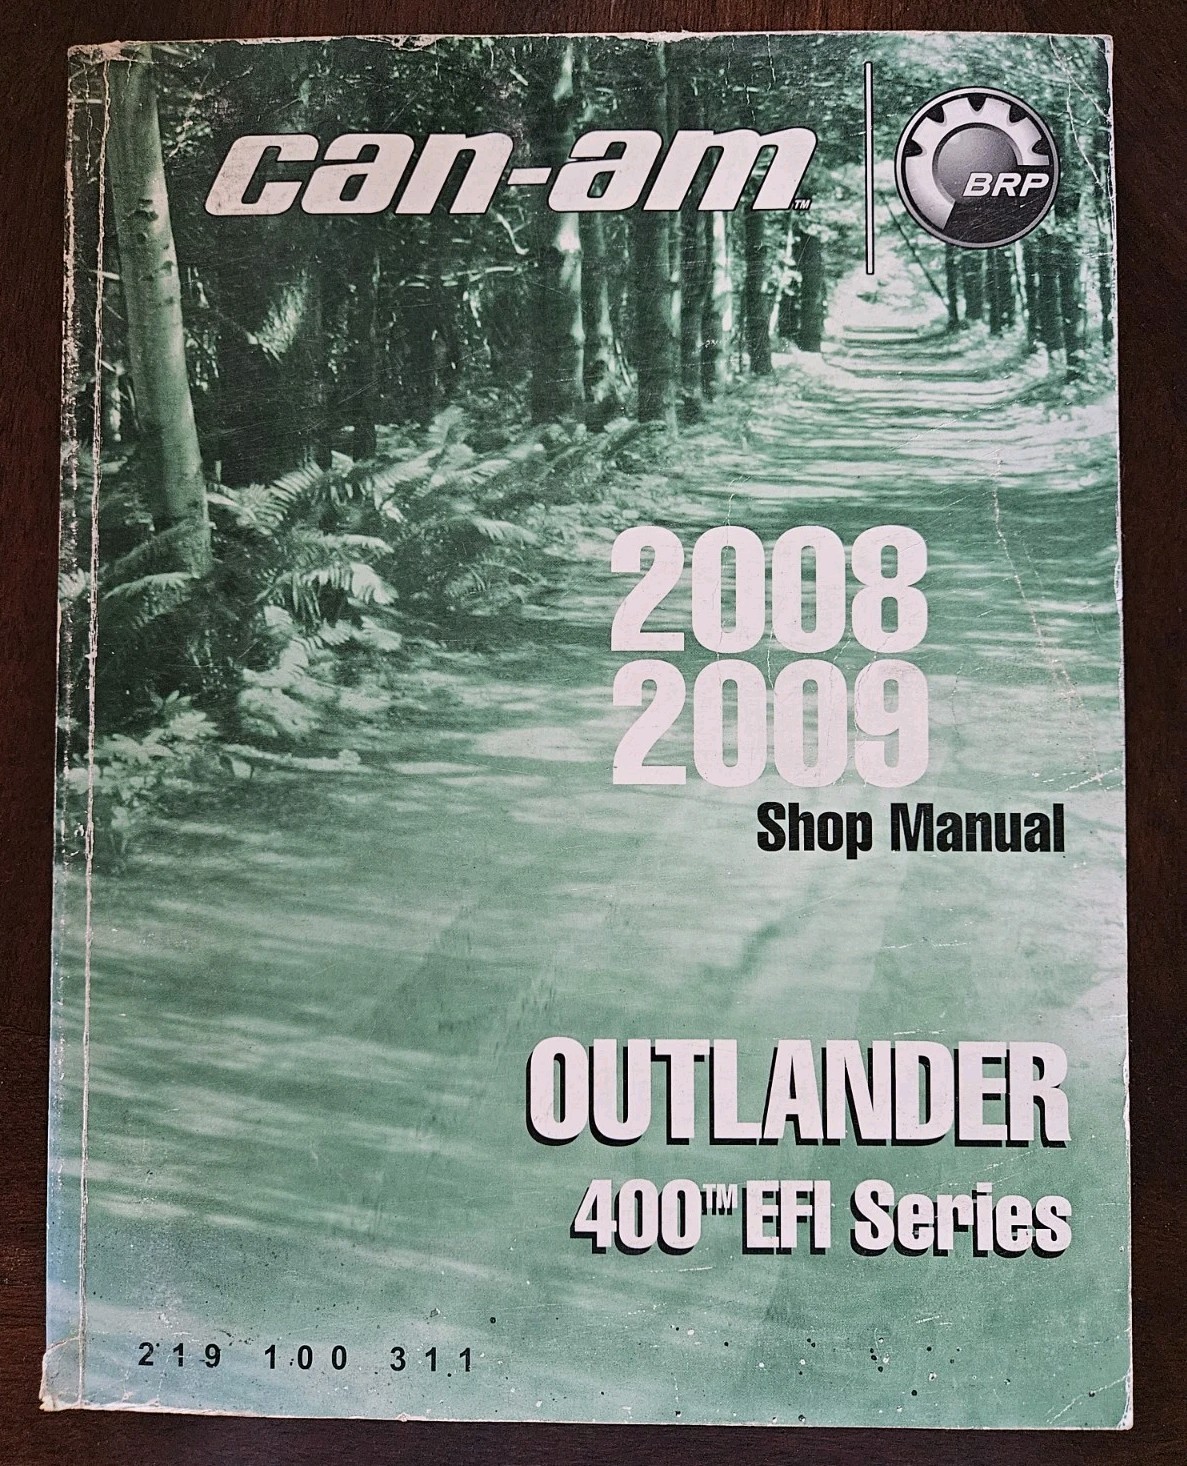 can-am™
BRP
2008
2009
Shop Manual
OUTLANDER
400™ EFI Series
219 100 311